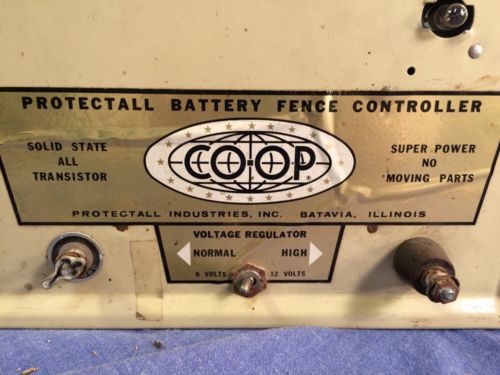 PROTECTALL BATTERY FENCE CONTROLLER
SOLID STATE
ALL
TRANSISTOR
CO-OP
SUPER POWER
NO
MOVING PARTS
PROTECTALL INDUSTRIES, INC. BATAVIA, ILLINOIS
VOLTAGE REGULATOR
NORMAL HIGH
6 VOLTS 12 VOLTS